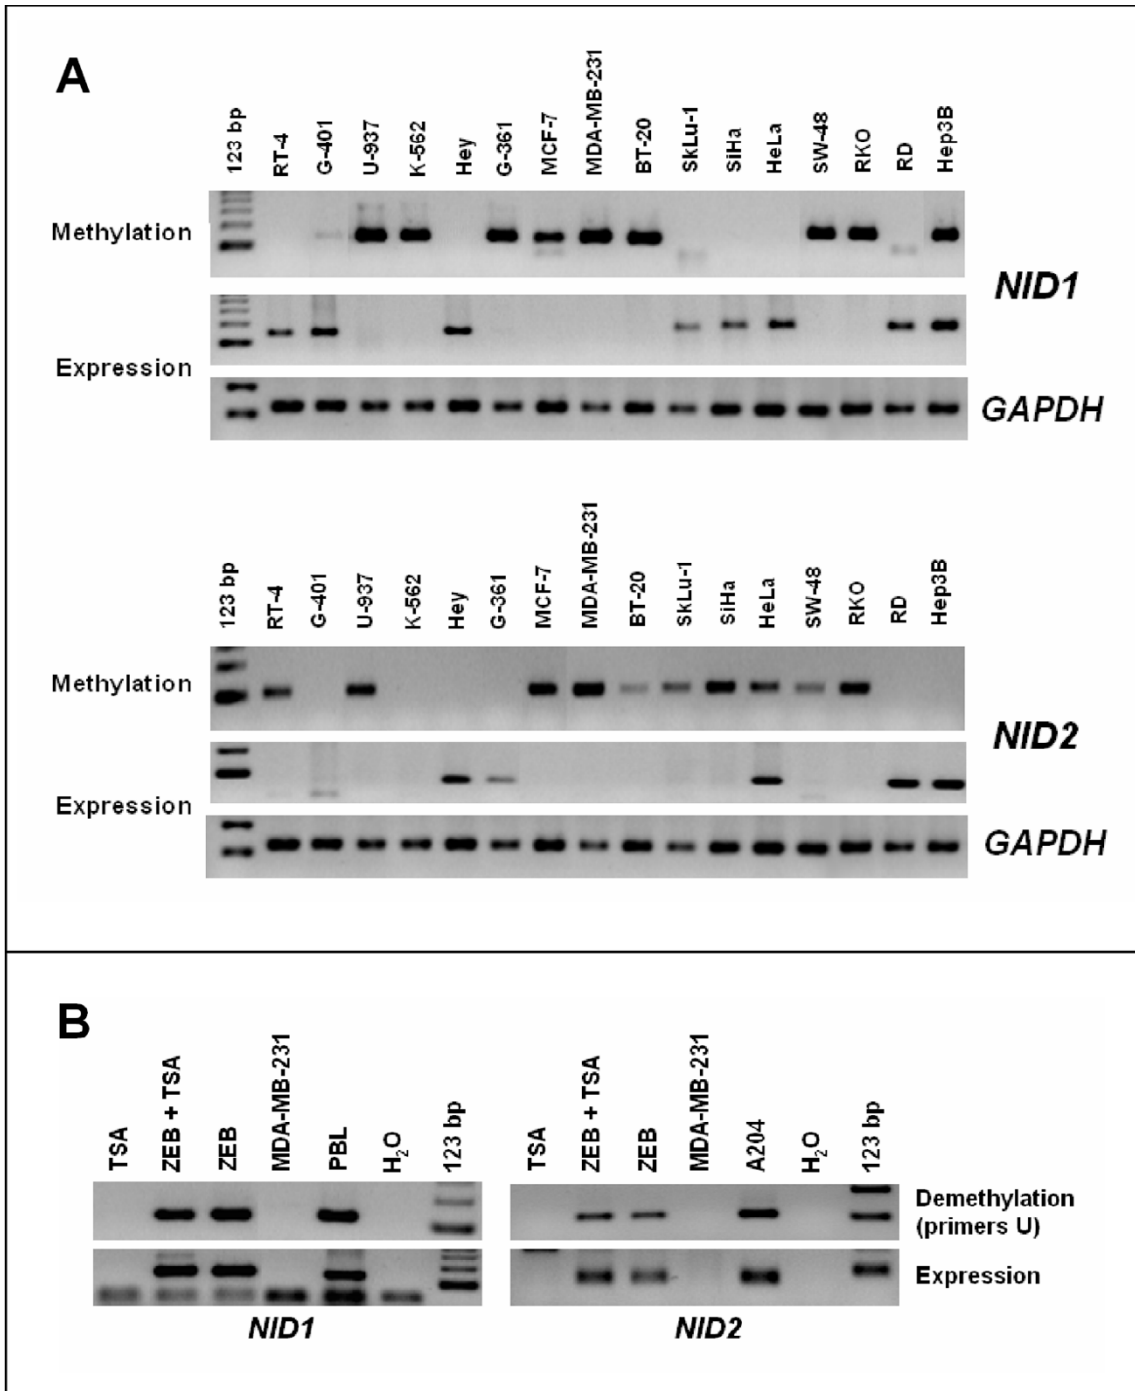 A
123 bp
RT-4
G-401
U-937
K-562
Hey
G-361
MCF-7
MDA-MB-231
BT-20
SkLu-1
SiHa
HeLa
SW-48
RKO
RD
Hep3B
Methylation
NID1
Expression
GAPDH
123 bp
RT-4
G-401
U-937
K-562
Hey
G-361
MCF-7
MDA-MB-231
BT-20
SkLu-1
SiHa
HeLa
SW-48
RKO
RD
Hep3B
Methylation
NID2
Expression
GAPDH
B
TSA
ZEB + TSA
ZEB
MDA-MB-231
PBL
H₂O
123 bp
TSA
ZEB + TSA
ZEB
MDA-MB-231
A204
H₂O
123 bp
Demethylation
(primers U)
Expression
NID1
NID2